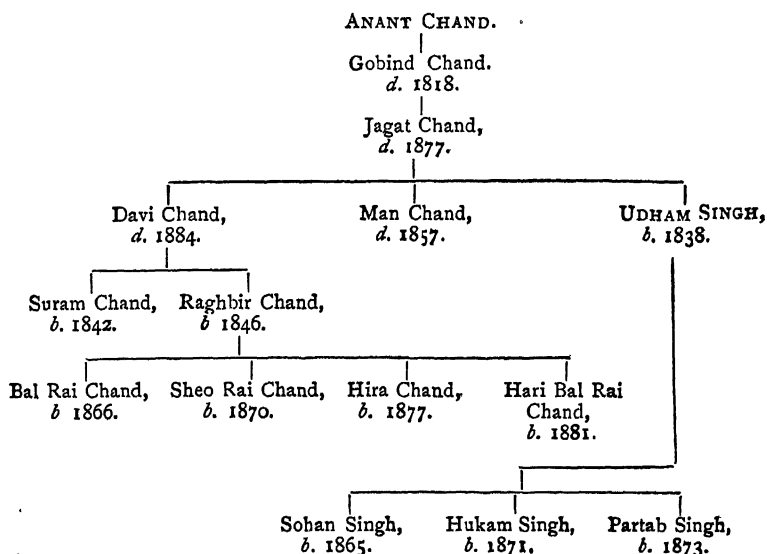 ANANT CHAND.
Gobind Chand.
d. 1818.
Jagat Chand,
d. 1877.
Davi Chand,
d. 1884.
Man Chand,
d. 1857.
UDHAM SINGH,
b. 1838.
Suram Chand,
b. 1842.
Raghbir Chand,
b 1846.
Bal Rai Chand,
b 1866.
Sheo Rai Chand,
b. 1870.
Hira Chand,
b. 1877.
Hari Bal Rai
Chand,
b. 1881.
Sohan Singh,
b. 1865.
Hukam Singh,
b. 1871.
Partab Singh,
b. 1873.